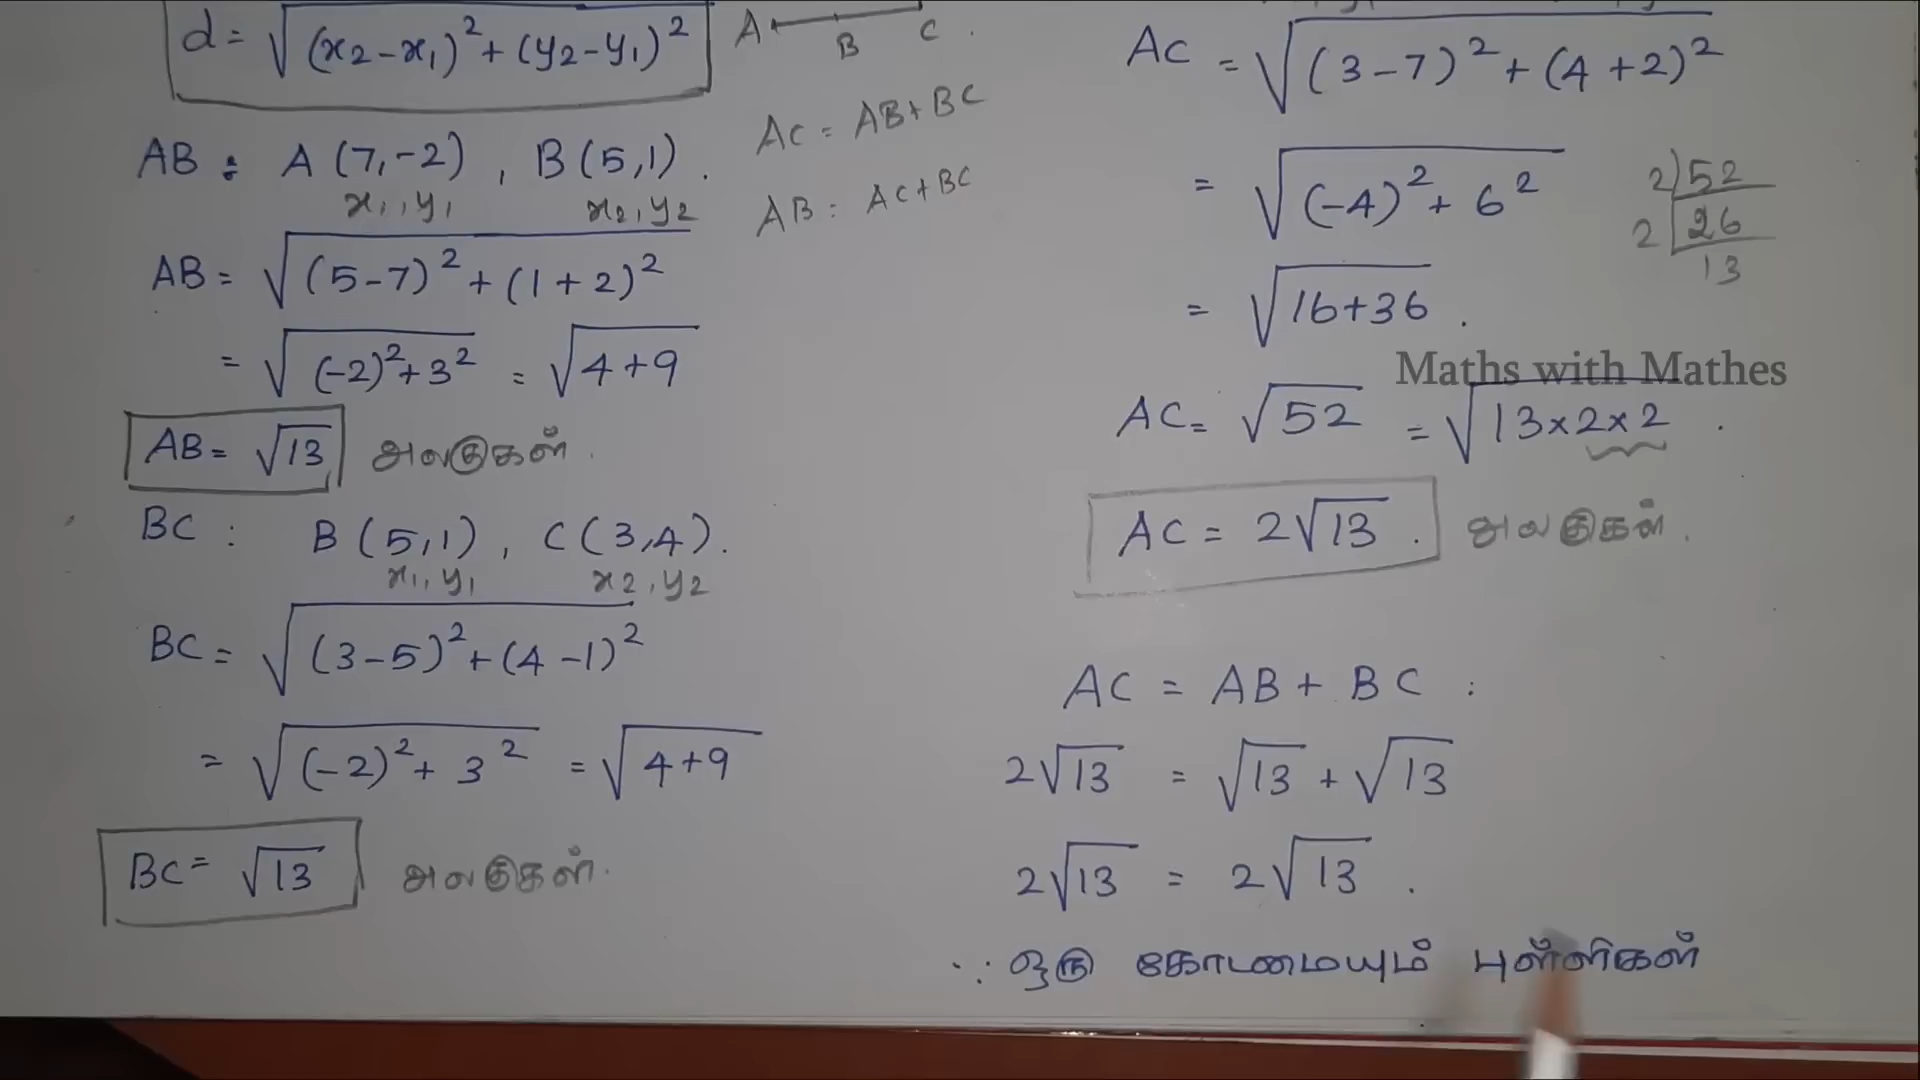 d = √(x₂-x₁)² + (y₂-y₁)²
A B C
AC = AB + BC
AB = AC + BC
AB : A (7, -2) , B (5,1) .
x₁, y₁ x₂, y₂
AB = √(5-7)² + (1+2)²
= √(-2)² + 3² = √4+9
AB = √13 அலகுகள் .
BC : B (5,1) , C (3,4) .
x₁, y₁ x₂, y₂
BC = √(3-5)² + (4-1)²
= √(-2)² + 3² = √4+9
BC = √13 அலகுகள் .
AC = √(3-7)² + (4+2)²
= √(-4)² + 6²
= √16+36 .
2 52
2 26
13
Maths with Mathes
AC = √52 = √13×2×2 .
AC = 2√13 . அலகுகள் .
AC = AB + BC :
2√13 = √13 + √13
2√13 = 2√13 .
∴ ஒரு கோடமையும் புள்ளிகள்